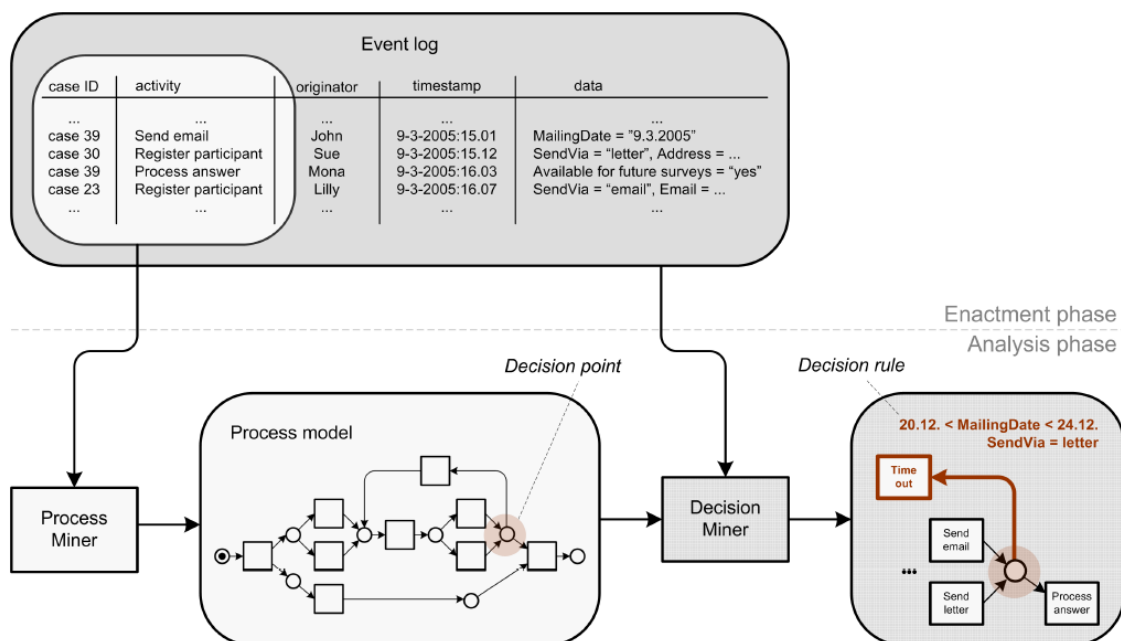 Event log
case ID activity originator timestamp data
... ... ... ... ...
case 39 Send email John 9-3-2005:15.01 MailingDate = ”9.3.2005”
case 30 Register participant Sue 9-3-2005:15.12 SendVia = “letter”, Address = ...
case 39 Process answer Mona 9-3-2005:16.03 Available for future surveys = “yes”
case 23 Register participant Lilly 9-3-2005:16.07 SendVia = “email”, Email = ...
... ... ... ... ...
Enactment phase
Analysis phase
Decision point
Decision rule
Process model
20.12. < MailingDate < 24.12.
SendVia = letter
Time
out
Process
Miner
Decision
Miner
Send
email
...
Send
letter
Process
answer